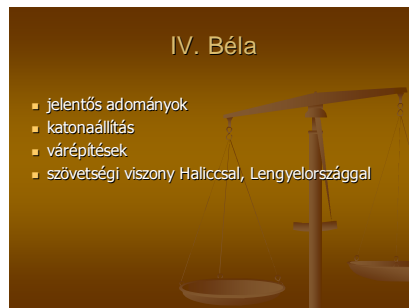 IV. Béla
jelentős adományok
katonaállítás
várépítések
szövetségi viszony Haliccsal, Lengyelországgal